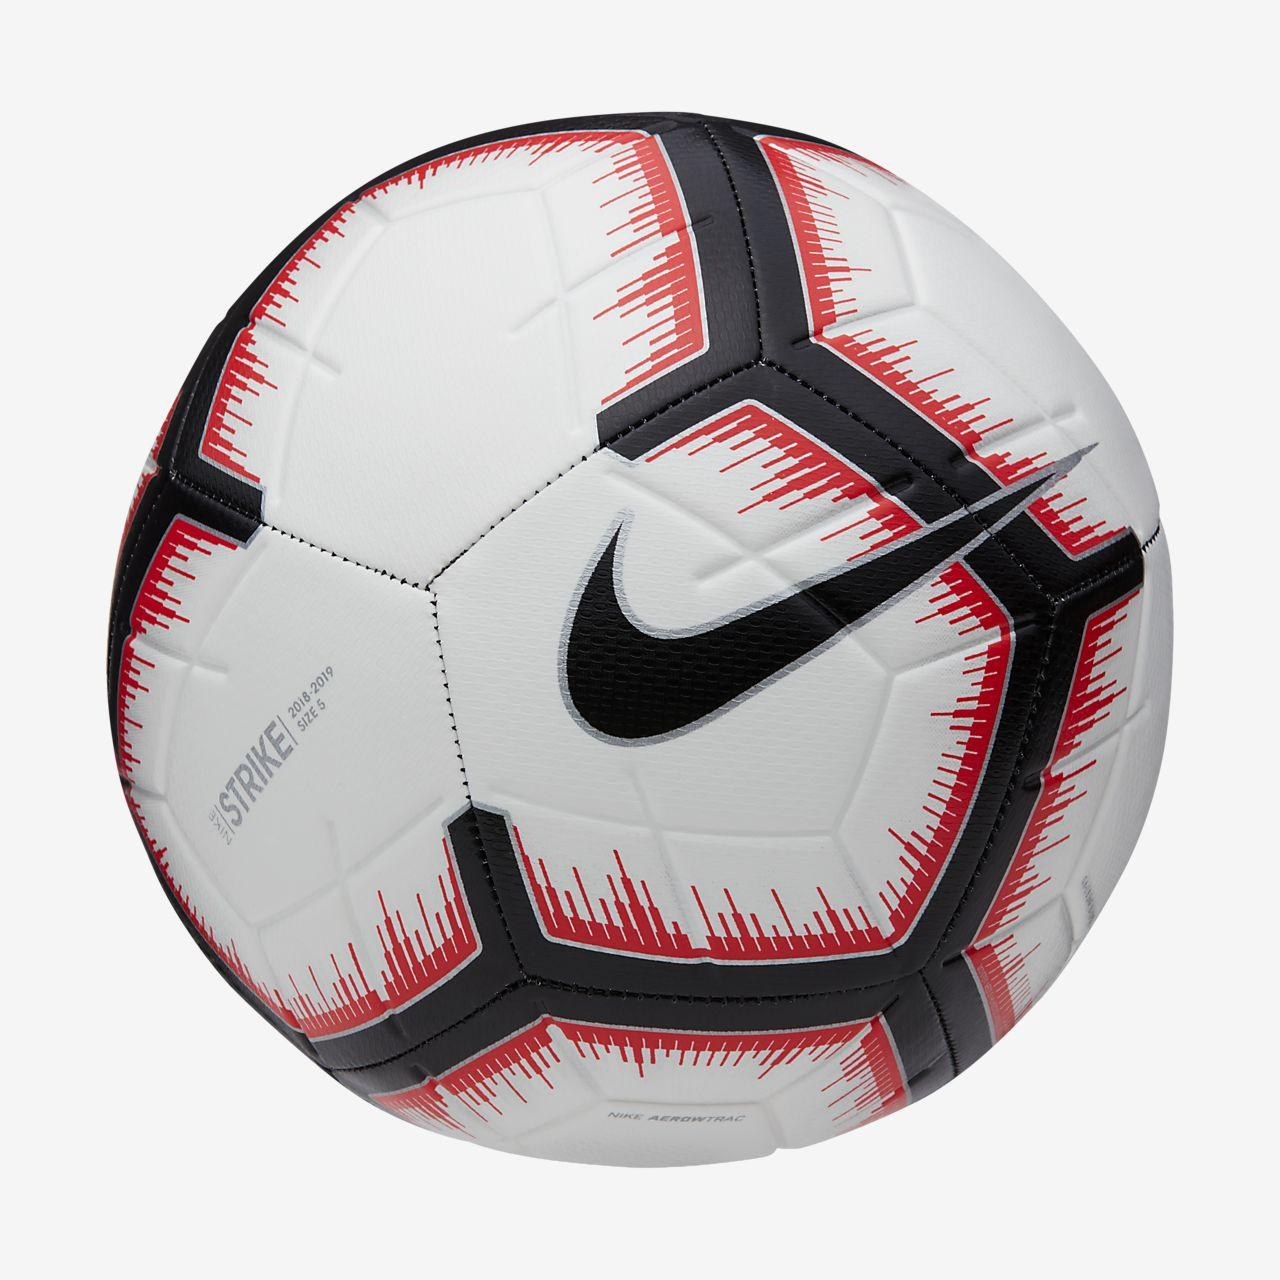 NIKE
STRIKE
2018-2019
SIZE 5
NIKE AEROWTRAC